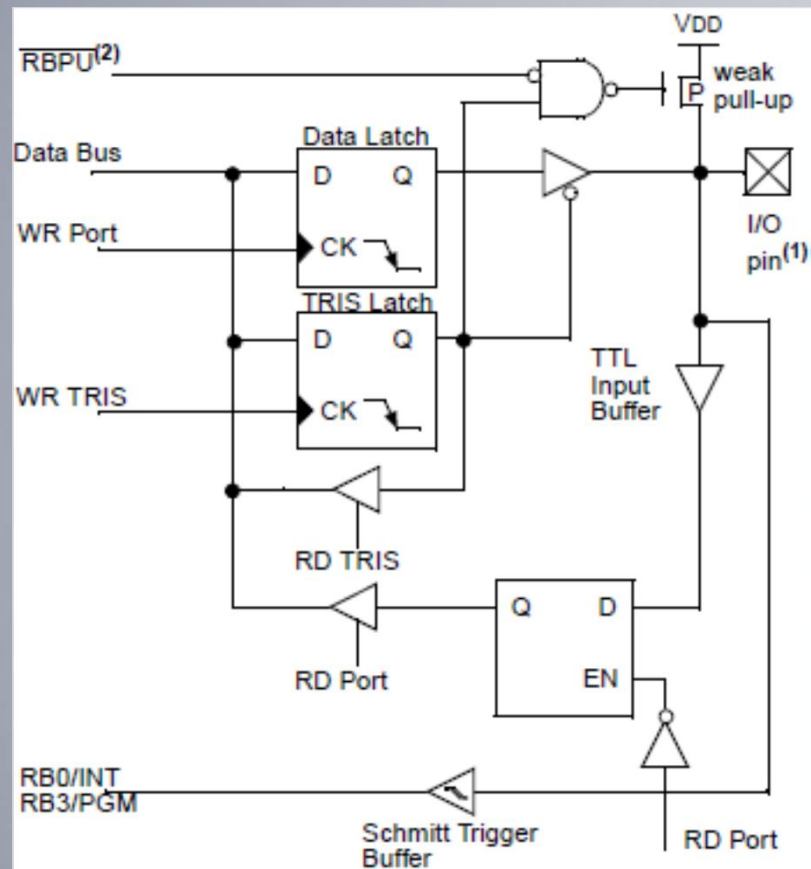 VDD
RBPU(2)
weak
pull-up
P
Data Bus
Data Latch
D Q
WR Port
CK
I/O
pin(1)
TRIS Latch
D Q
WR TRIS
CK
TTL
Input
Buffer
RD TRIS
Q D
EN
RD Port
RB0/INT
RB3/PGM
Schmitt Trigger
Buffer
RD Port